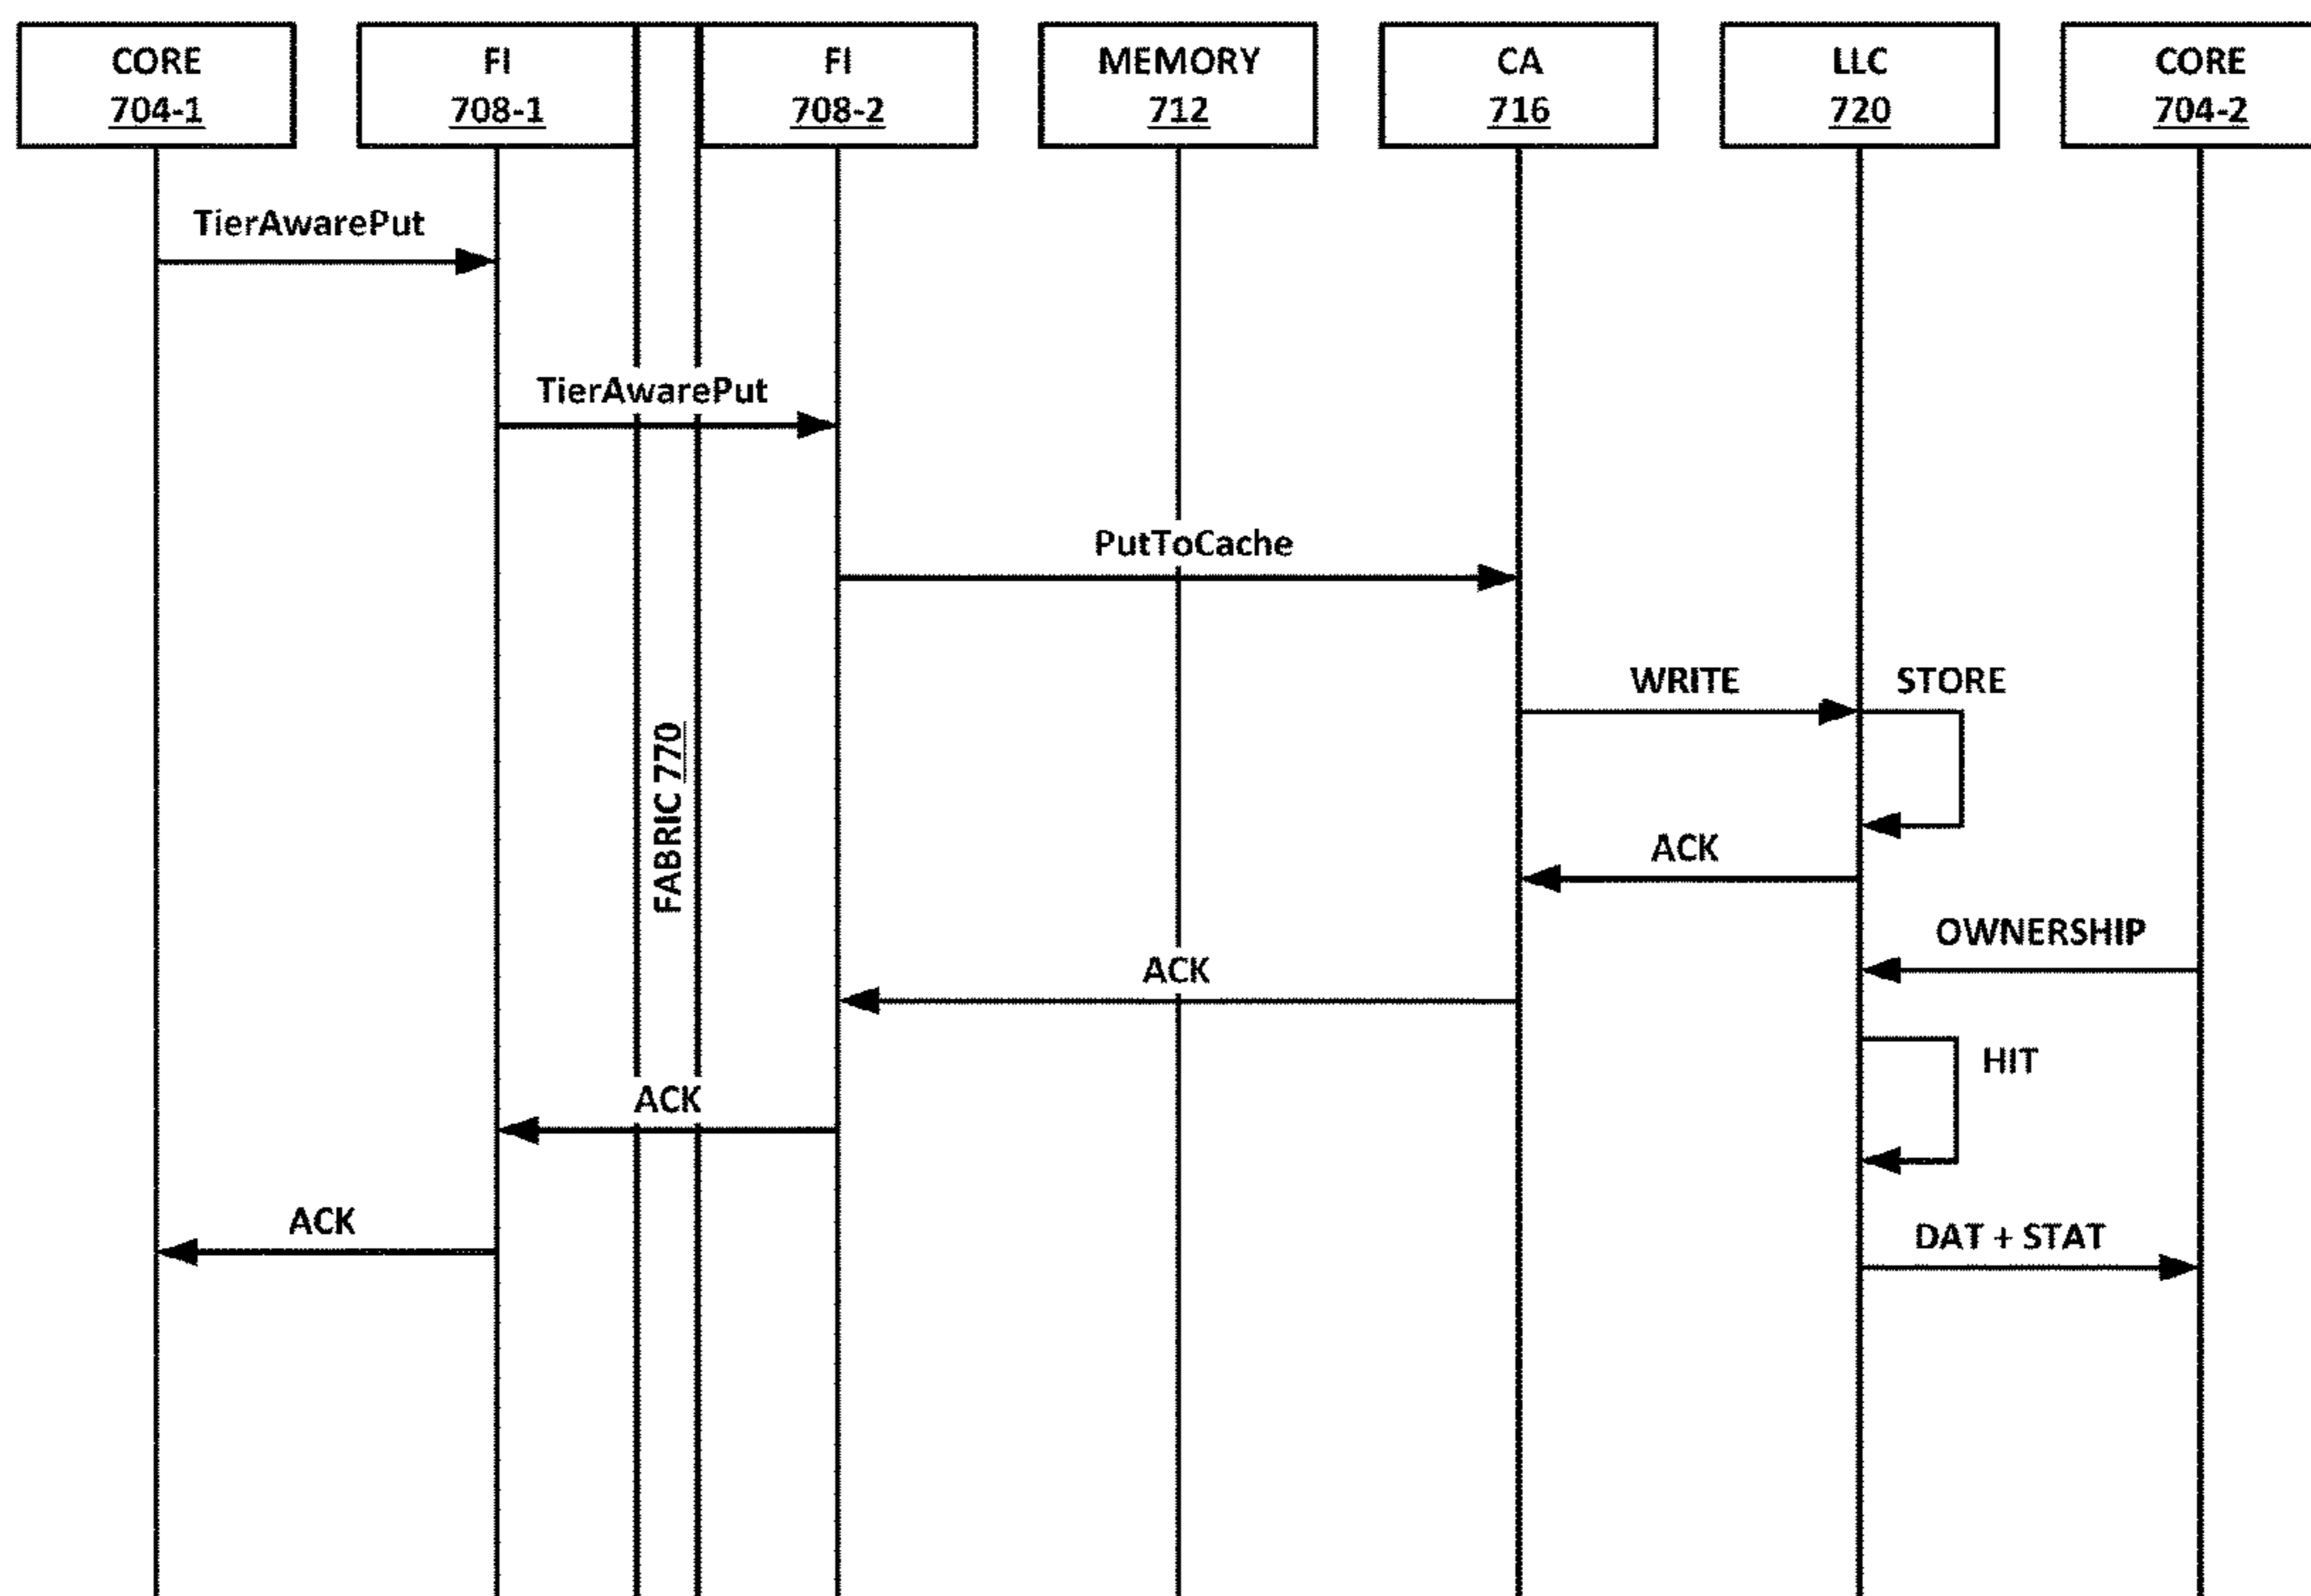 CORE
704-1
FI
708-1
FI
708-2
MEMORY
712
CA
716
LLC
720
CORE
704-2
TierAwarePut
TierAwarePut
PutToCache
WRITE
STORE
FABRIC 770
ACK
OWNERSHIP
ACK
HIT
ACK
ACK
DAT + STAT